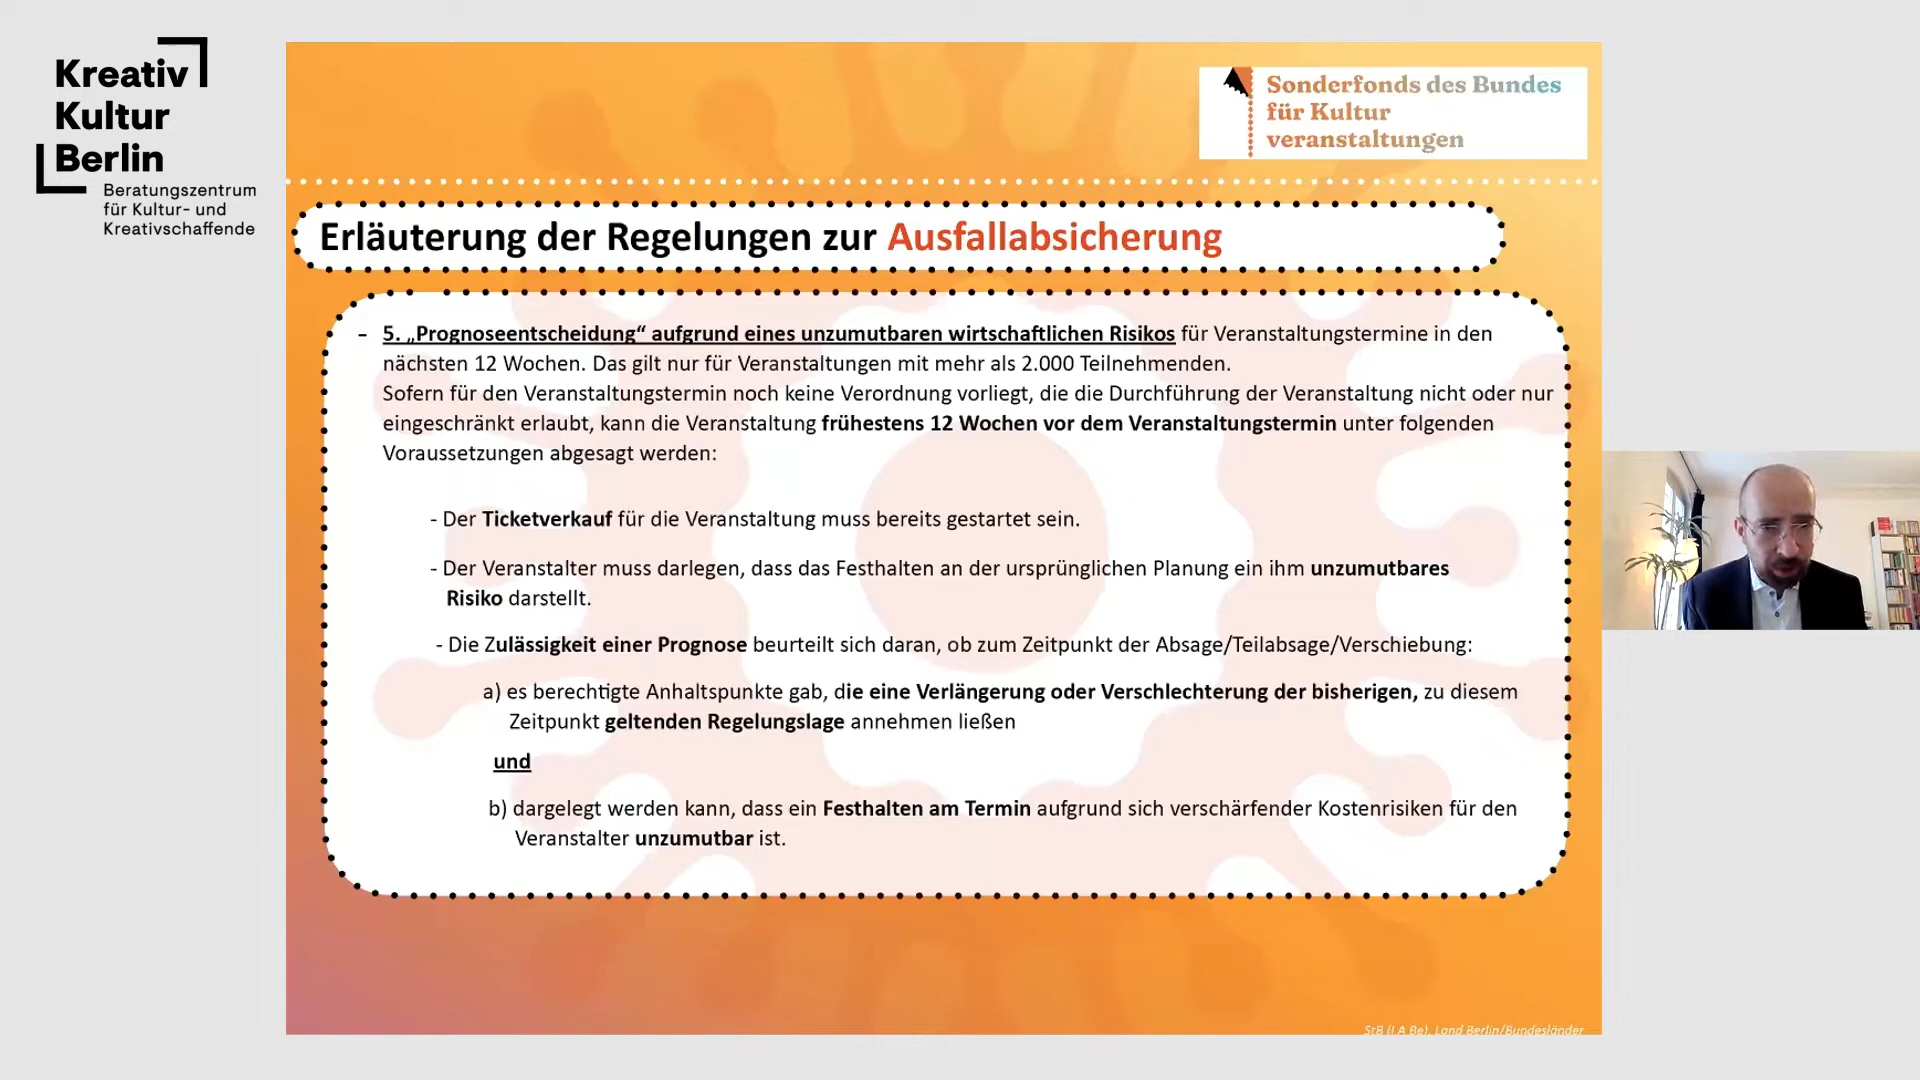 Kreativ
Kultur
Berlin
Beratungszentrum
für Kultur- und
Kreativschaffende
Sonderfonds des Bundes
für Kultur
veranstaltungen
Erläuterung der Regelungen zur Ausfallabsicherung
- 5. „Prognoseentscheidung“ aufgrund eines unzumutbaren wirtschaftlichen Risikos für Veranstaltungstermine in den
nächsten 12 Wochen. Das gilt nur für Veranstaltungen mit mehr als 2.000 Teilnehmenden.
Sofern für den Veranstaltungstermin noch keine Verordnung vorliegt, die die Durchführung der Veranstaltung nicht oder nur
eingeschränkt erlaubt, kann die Veranstaltung frühestens 12 Wochen vor dem Veranstaltungstermin unter folgenden
Voraussetzungen abgesagt werden:
- Der Ticketverkauf für die Veranstaltung muss bereits gestartet sein.
- Der Veranstalter muss darlegen, dass das Festhalten an der ursprünglichen Planung ein ihm unzumutbares
Risiko darstellt.
- Die Zulässigkeit einer Prognose beurteilt sich daran, ob zum Zeitpunkt der Absage/Teilabsage/Verschiebung:
a) es berechtigte Anhaltspunkte gab, die eine Verlängerung oder Verschlechterung der bisherigen, zu diesem
Zeitpunkt geltenden Regelungslage annehmen ließen
und
b) dargelegt werden kann, dass ein Festhalten am Termin aufgrund sich verschärfender Kostenrisiken für den
Veranstalter unzumutbar ist.
StB (I A Be), Land Berlin/Bundesländer